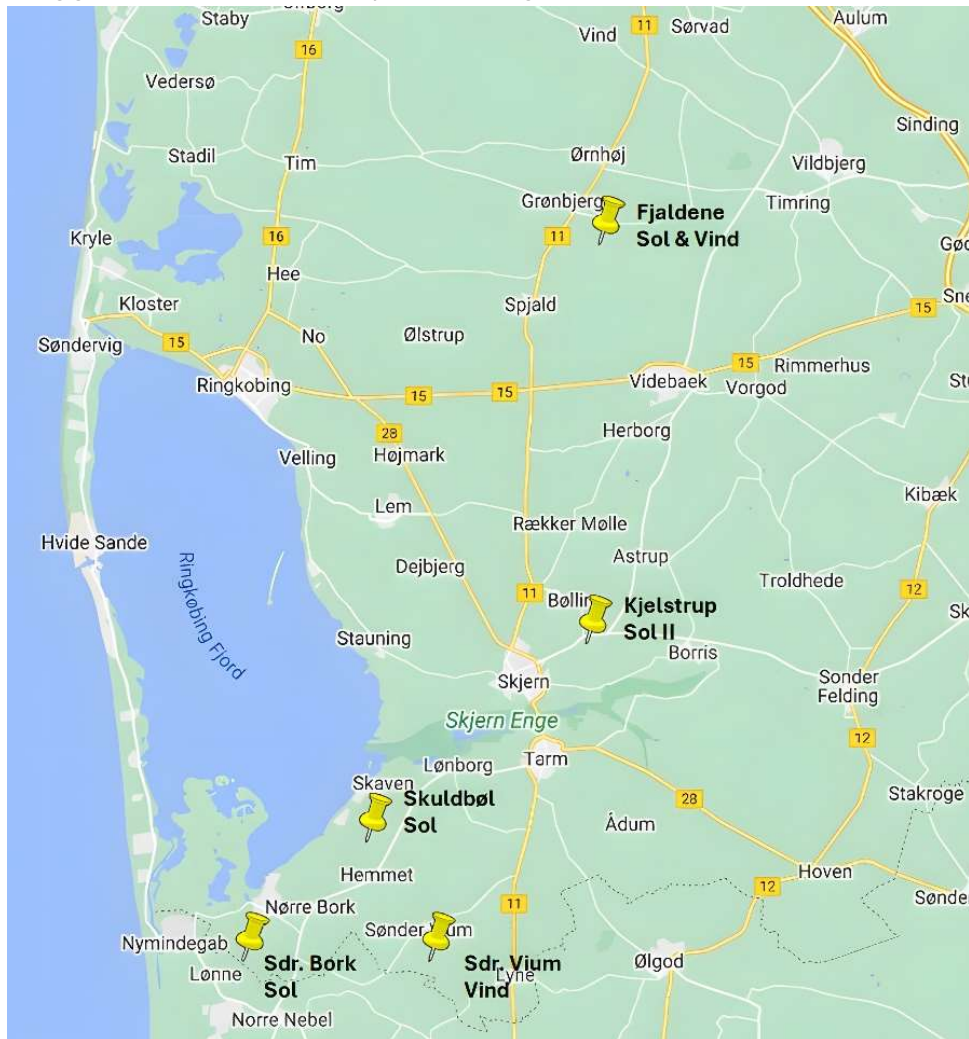 Staby
Ulfborg
16
Vind
11
Sørvad
Aulum
Vedersø
Sinding
Stadil
Tim
Ørnhøj
Vildbjerg
Grønbjerg
Timring
Fjaldene
Sol & Vind
Kryle
16
11
Hee
Kloster
Spjald
15
Søndervig
15
No
Ølstrup
Ringkobing
15
15
Videbaek
15
Rimmerhus
Vorgod
28
Højmark
Herborg
Velling
Lem
Kibæk
Rækker Mølle
Hvide Sande
Dejbjerg
Astrup
Troldhede
12
11
Bølling
Kjelstrup
Sol II
Ringkøbing Fjord
Stauning
Borris
Skjern
Sonder
Felding
Skjern Enge
12
Lønborg
Tarm
Skaven
Skuldbøl
Sol
28
Stakroge
Ådum
Hemmet
Hoven
12
Nørre Bork
11
Nymindegab
Sønder Vium
Lønne
Sdr. Bork
Sol
Sdr. Vium
Vind
Lyne
Ølgod
Norre Nebel